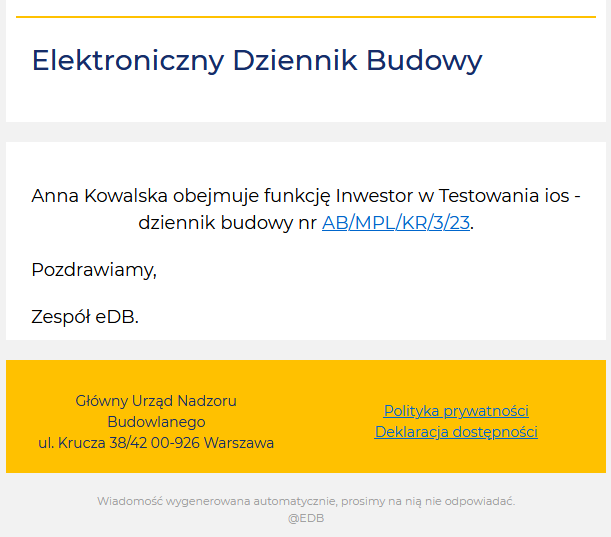 Elektroniczny Dziennik Budowy
Anna Kowalska obejmuje funkcję Inwestor w Testowania ios -
dziennik budowy nr AB/MPL/KR/3/23.
Pozdrawiamy,
Zespół eDB.
Główny Urząd Nadzoru
Budowlanego
ul. Krucza 38/42 00-926 Warszawa
Polityka prywatności
Deklaracja dostępności
Wiadomość wygenerowana automatycznie, prosimy na nią nie odpowiadać.
@EDB